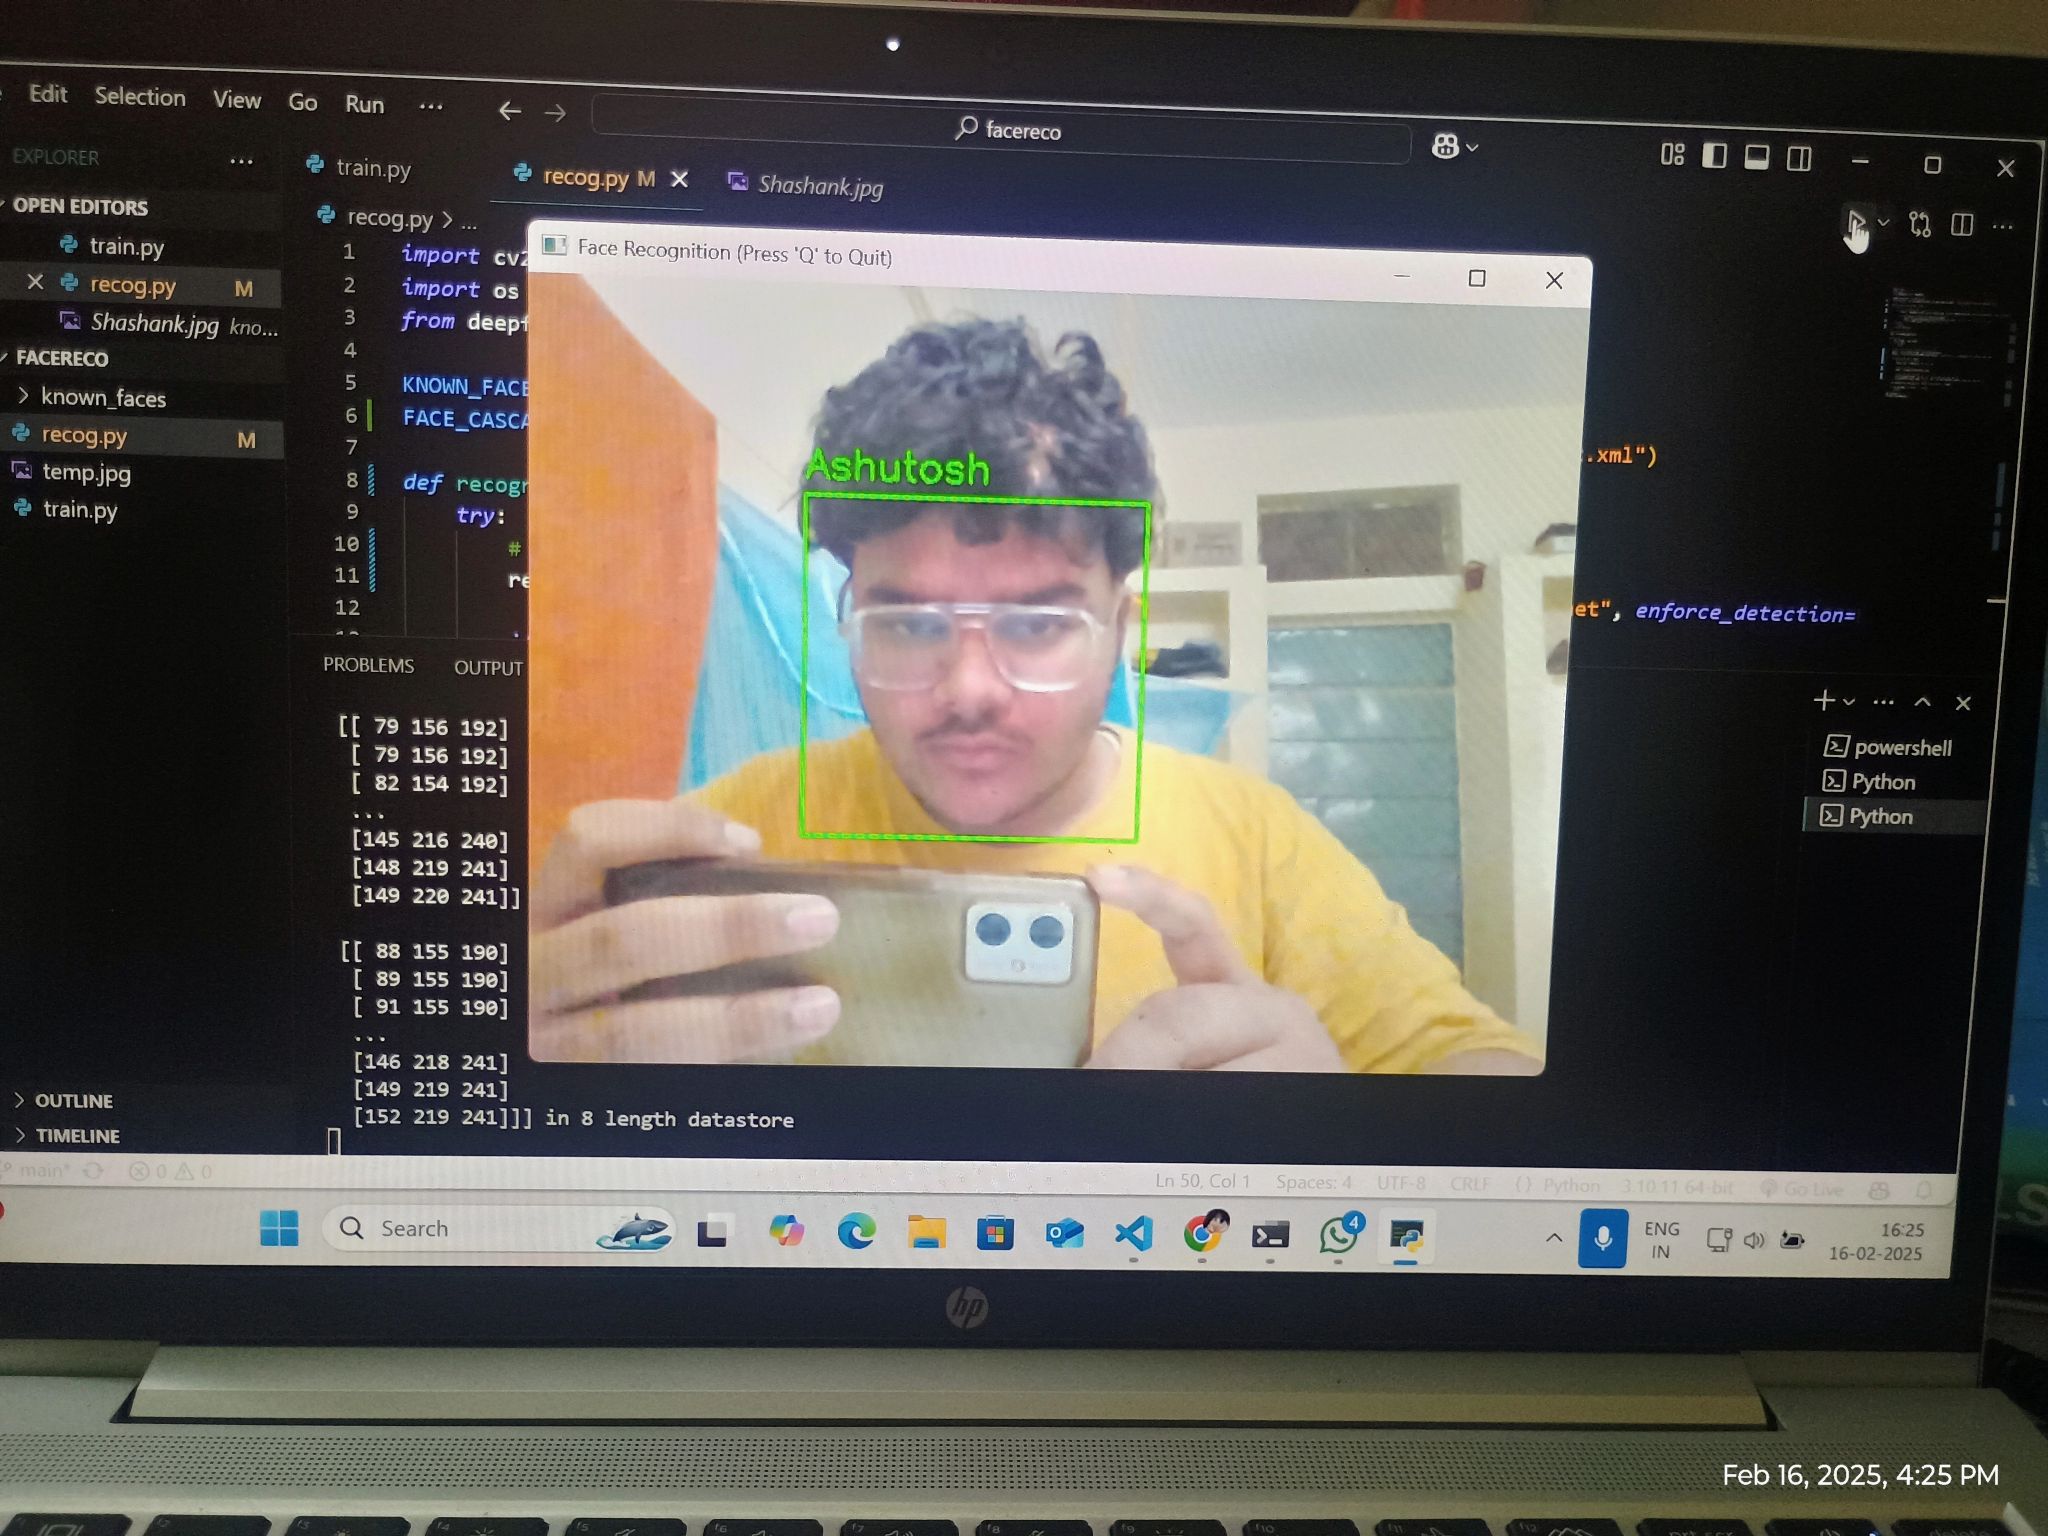 Edit Selection View Go Run ...
facereco
EXPLORER ...
OPEN EDITORS
train.py
recog.py M
Shashank.jpg kno...
FACERECO
known_faces
recog.py M
temp.jpg
train.py
OUTLINE
TIMELINE
train.py recog.py M Shashank.jpg
recog.py > ...
1 import cv2
2 import os
3 from deepf
4
5 KNOWN_FACE
6 FACE_CASCA
7
8 def recogn
9 try:
10 #
11 re
12
.xml")
et", enforce_detection=
Face Recognition (Press 'Q' to Quit)
Ashutosh
PROBLEMS OUTPUT
[[ 79 156 192]
[ 79 156 192]
[ 82 154 192]
...
[145 216 240]
[148 219 241]
[149 220 241]]
[[ 88 155 190]
[ 89 155 190]
[ 91 155 190]
...
[146 218 241]
[149 219 241]
[152 219 241]]] in 8 length datastore
powershell
Python
Python
main* 0 0 Ln 50, Col 1 Spaces: 4 UTF-8 CRLF {} Python 3.10.11 64-bit Go Live
Search
4
ENG
IN
16:25
16-02-2025
hp
Feb 16, 2025, 4:25 PM